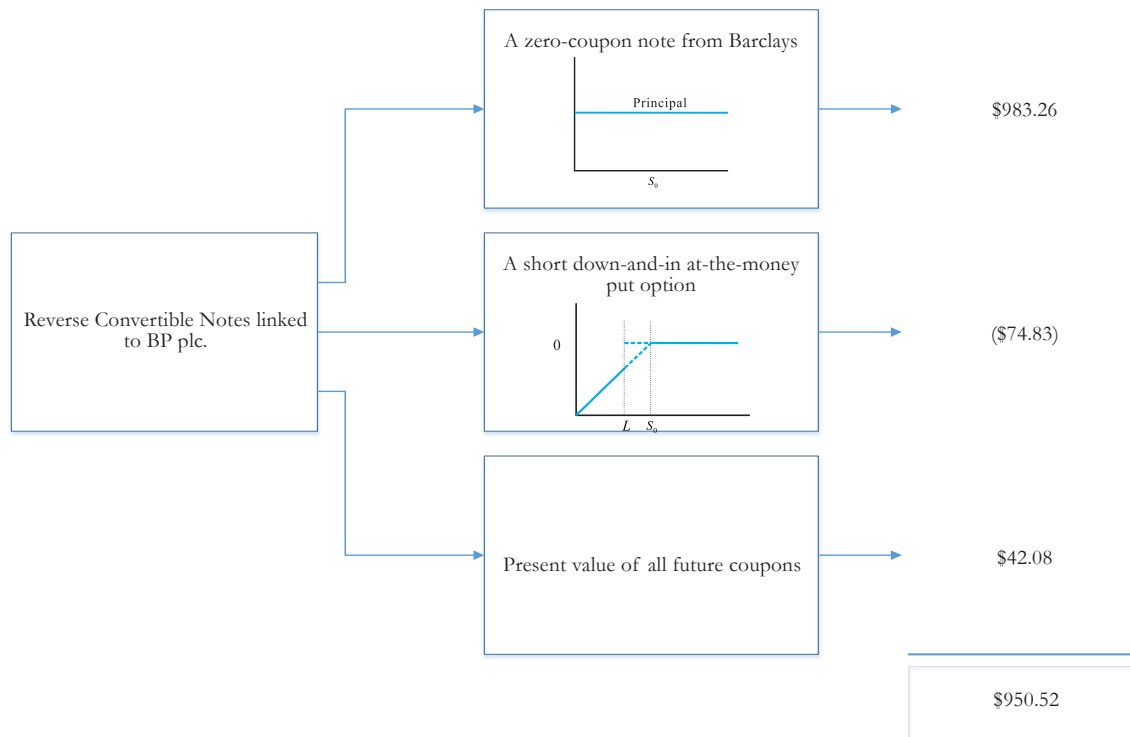 A zero-coupon note from Barclays
Principal
S₀
$983.26
Reverse Convertible Notes linked
to BP plc.
A short down-and-in at-the-money
put option
0
L S₀
($74.83)
Present value of all future coupons
$42.08
$950.52